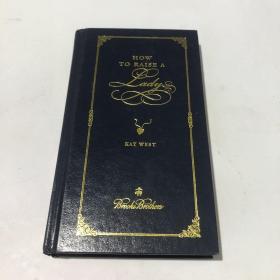 HOW
TO RAISE A
Lady
KAY WEST
Brooks Brothers